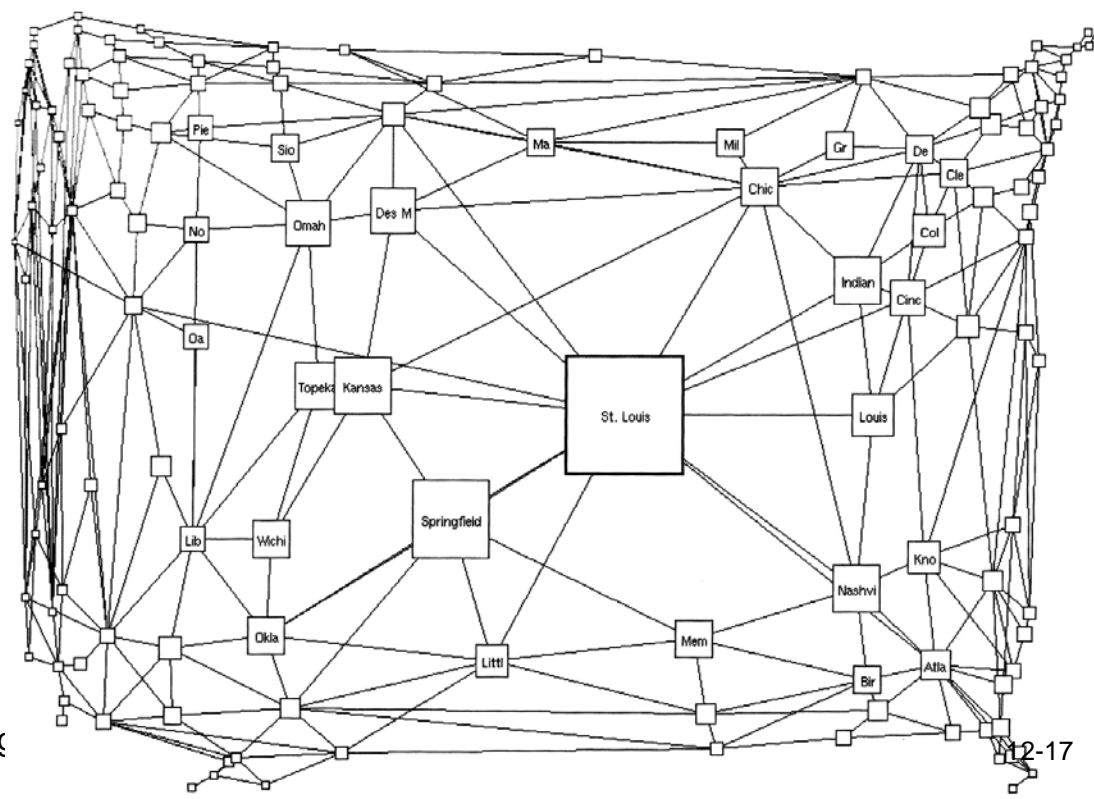 Pie
Sio
Ma
Mil
Gr
De
Cle
Chic
Des M
Omah
No
Col
Indian
Cinc
Oa
Topeka
Kansas
St. Louis
Louis
Springfield
Lib
Wichi
Kno
Nashvi
Okla
Mem
Littl
Atla
Bir
9
12-17